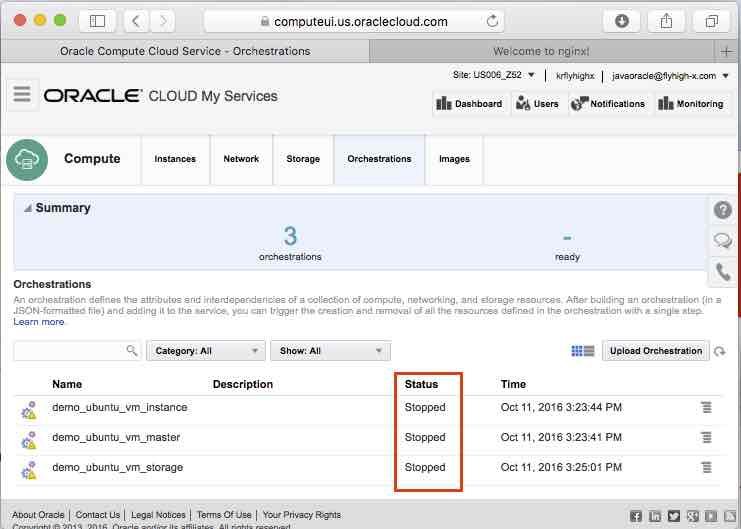 computeui.us.oraclecloud.com
Oracle Compute Cloud Service - Orchestrations
Welcome to nginx!
Site: US006_Z52
krflyhighx
javaoracle@flyhigh-x.com
ORACLE CLOUD My Services
Dashboard
Users
Notifications
Monitoring
Compute
Instances
Network
Storage
Orchestrations
Images
Summary
3
-
orchestrations
ready
Orchestrations
An orchestration defines the attributes and interdependencies of a collection of compute, networking, and storage resources. After building an orchestration (in a
JSON-formatted file) and adding it to the service, you can trigger the creation and removal of all the resources defined in the orchestration with a single step.
Learn more.
Category: All
Show: All
Upload Orchestration
Name Description Status Time
demo_ubuntu_vm_instance Stopped Oct 11, 2016 3:23:44 PM
demo_ubuntu_vm_master Stopped Oct 11, 2016 3:23:41 PM
demo_ubuntu_vm_storage Stopped Oct 11, 2016 3:25:01 PM
About Oracle | Contact Us | Legal Notices | Terms Of Use | Your Privacy Rights
Copyright © 2013, 2016, Oracle and/or its affiliates. All rights reserved.